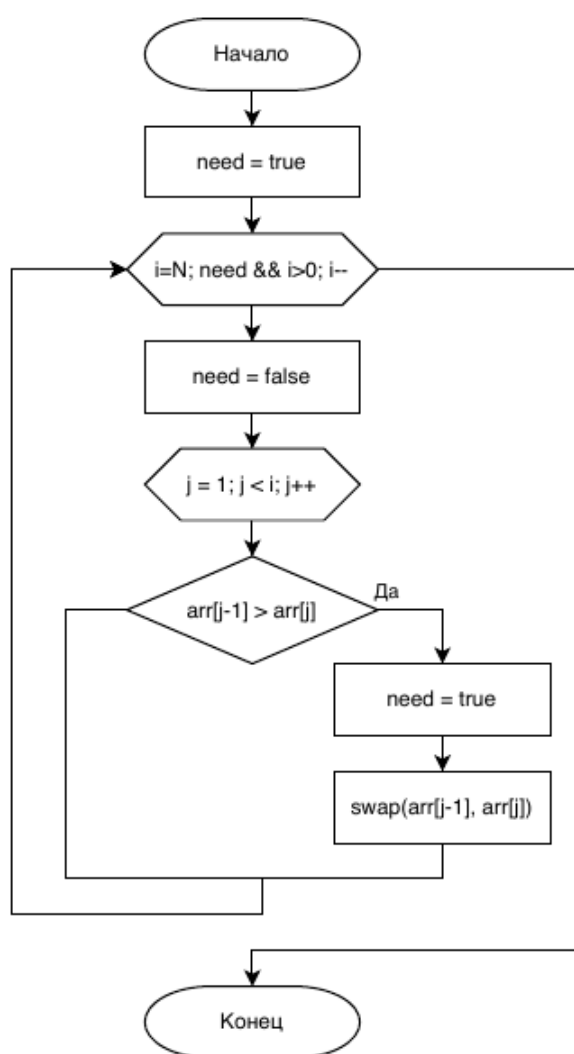 Начало
need = true
i=N; need && i>0; i--
need = false
j = 1; j < i; j++
arr[j-1] > arr[j]
Да
need = true
swap(arr[j-1], arr[j])
Конец